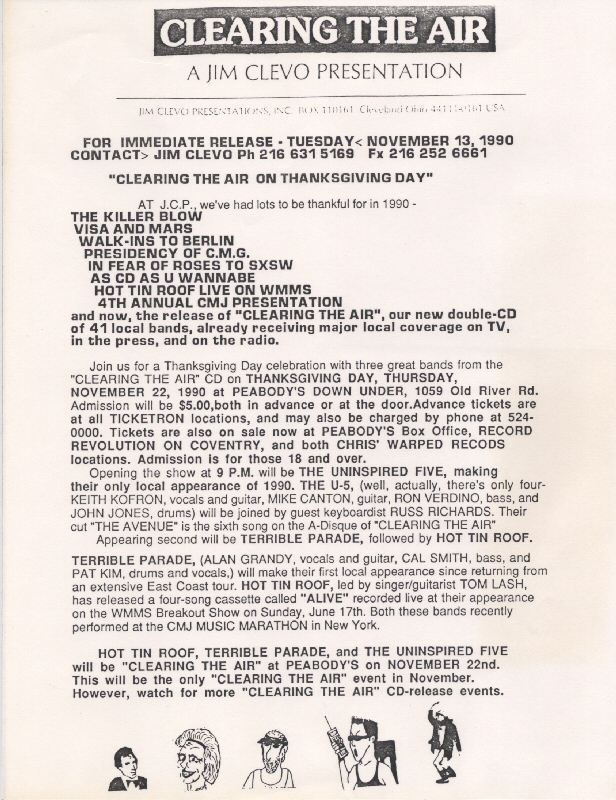 CLEARING THE AIR
A JIM CLEVO PRESENTATION
JIM CLEVO PRESENTATIONS, INC. BOX 110161 Cleveland Ohio 44111-0161 USA
FOR IMMEDIATE RELEASE - TUESDAY< NOVEMBER 13, 1990
CONTACT> JIM CLEVO Ph 216 631 5169 Fx 216 252 6661
"CLEARING THE AIR ON THANKSGIVING DAY"
AT J.C.P., we've had lots to be thankful for in 1990 -
THE KILLER BLOW
VISA AND MARS
WALK-INS TO BERLIN
PRESIDENCY OF C.M.G.
IN FEAR OF ROSES TO SXSW
AS CD AS U WANNABE
HOT TIN ROOF LIVE ON WMMS
4TH ANNUAL CMJ PRESENTATION
and now, the release of "CLEARING THE AIR", our new double-CD
of 41 local bands, already receiving major local coverage on TV,
in the press, and on the radio.
Join us for a Thanksgiving Day celebration with three great bands from the
"CLEARING THE AIR" CD on THANKSGIVING DAY, THURSDAY,
NOVEMBER 22, 1990 at PEABODY'S DOWN UNDER, 1059 Old River Rd.
Admission will be $5.00,both in advance or at the door.Advance tickets are
at all TICKETRON locations, and may also be charged by phone at 524-
0000. Tickets are also on sale now at PEABODY'S Box Office, RECORD
REVOLUTION ON COVENTRY, and both CHRIS' WARPED RECODS
locations. Admission is for those 18 and over.
Opening the show at 9 P.M. will be THE UNINSPIRED FIVE, making
their only local appearance of 1990. THE U-5, (well, actually, there's only four-
KEITH KOFRON, vocals and guitar, MIKE CANTON, guitar, RON VERDINO, bass, and
JOHN JONES, drums) will be joined by guest keyboardist RUSS RICHARDS. Their
cut "THE AVENUE" is the sixth song on the A-Disque of "CLEARING THE AIR"
Appearing second will be TERRIBLE PARADE, followed by HOT TIN ROOF.
TERRIBLE PARADE, (ALAN GRANDY, vocals and guitar, CAL SMITH, bass, and
PAT KIM, drums and vocals,) will make their first local appearance since returning from
an extensive East Coast tour. HOT TIN ROOF, led by singer/guitarist TOM LASH,
has released a four-song cassette called "ALIVE" recorded live at their appearance
on the WMMS Breakout Show on Sunday, June 17th. Both these bands recently
performed at the CMJ MUSIC MARATHON in New York.
HOT TIN ROOF, TERRIBLE PARADE, and THE UNINSPIRED FIVE
will be "CLEARING THE AIR" at PEABODY'S on NOVEMBER 22nd.
This will be the only "CLEARING THE AIR" event in November.
However, watch for more "CLEARING THE AIR" CD-release events.